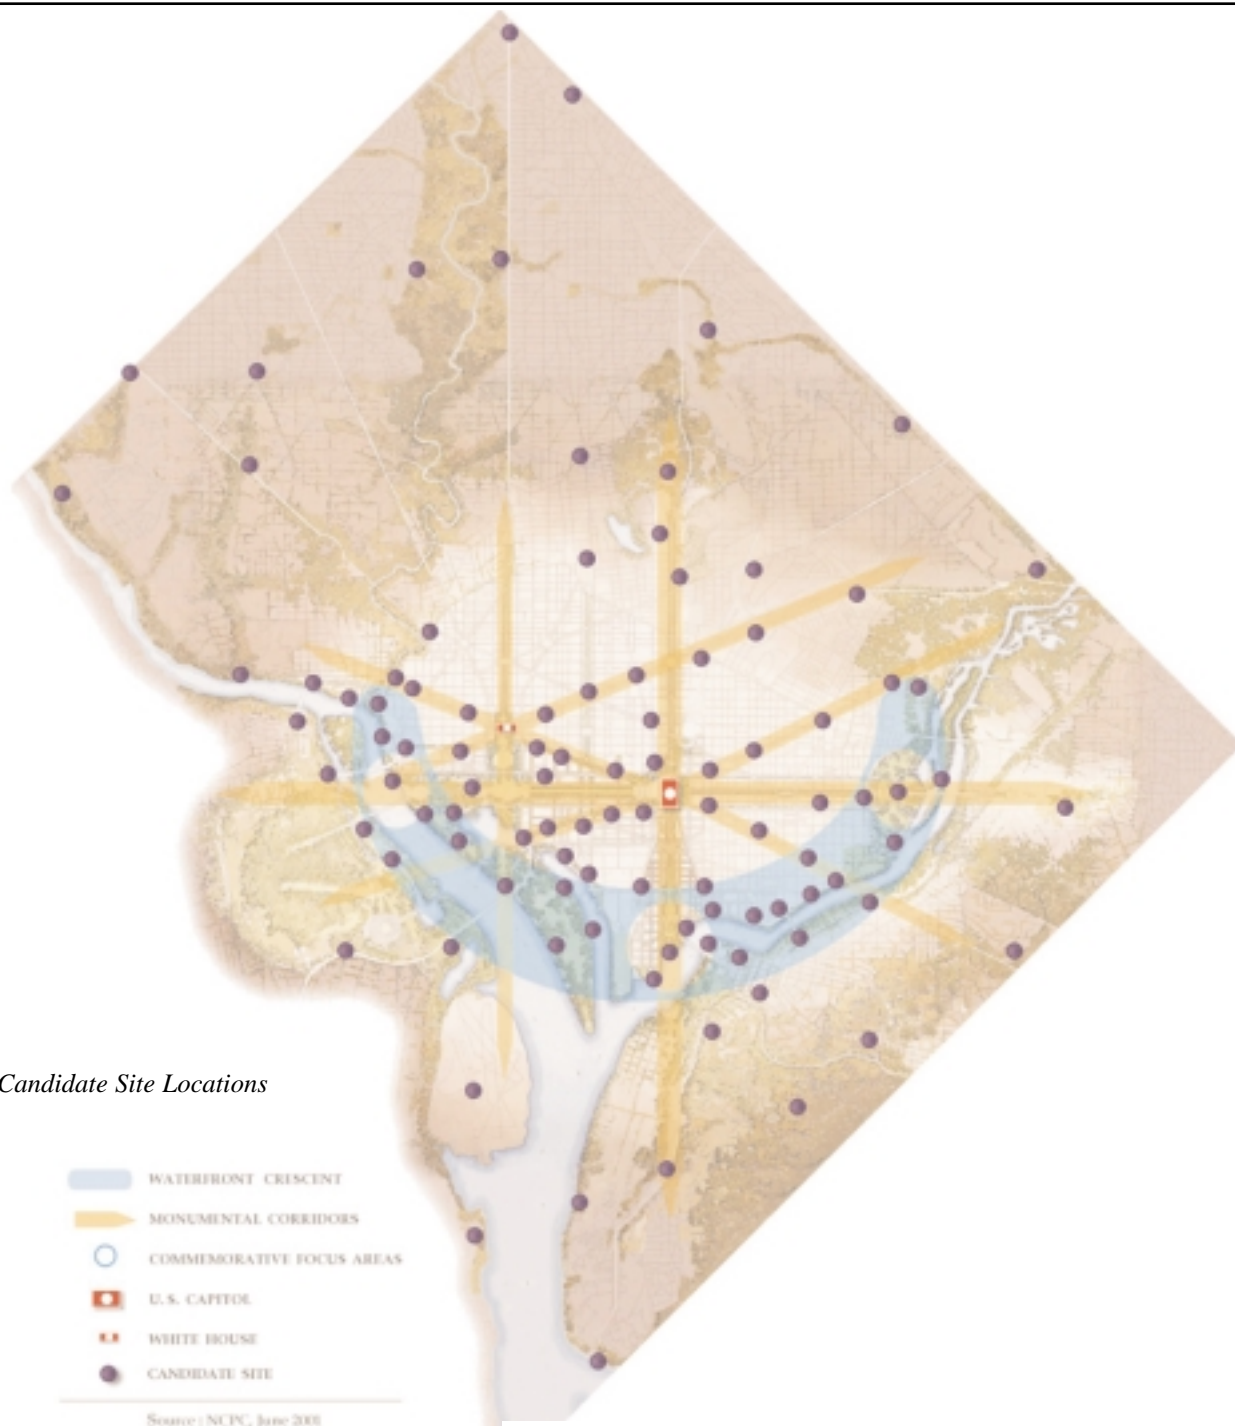 Candidate Site Locations
WATERFRONT CRESCENT
MONUMENTAL CORRIDORS
COMMEMORATIVE FOCUS AREAS
U.S. CAPITOL
WHITE HOUSE
CANDIDATE SITE
Source : NCPC, June 2001